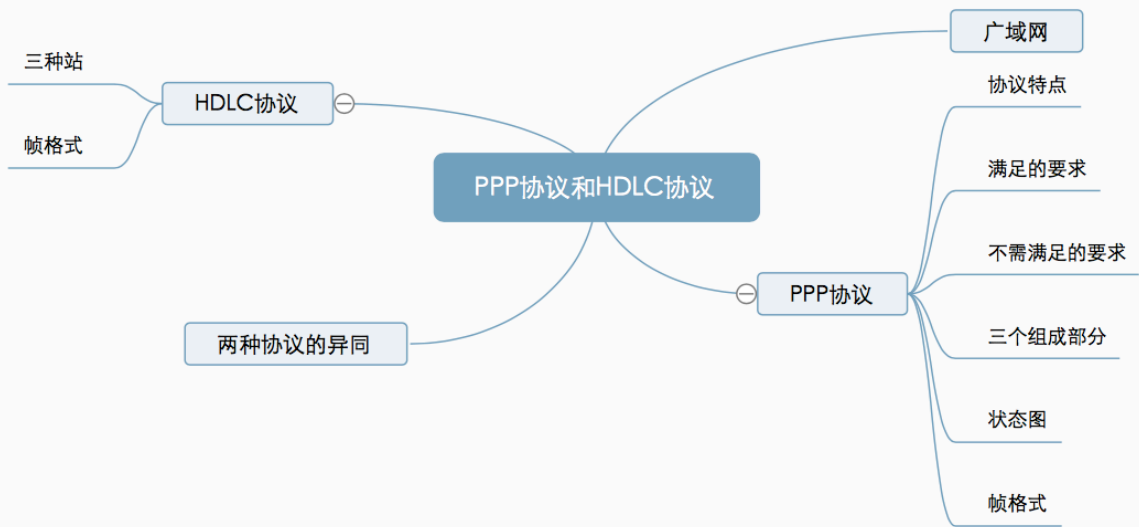 PPP协议和HDLC协议
广域网
PPP协议
协议特点
满足的要求
不需满足的要求
三个组成部分
状态图
帧格式
HDLC协议
三种站
帧格式
两种协议的异同